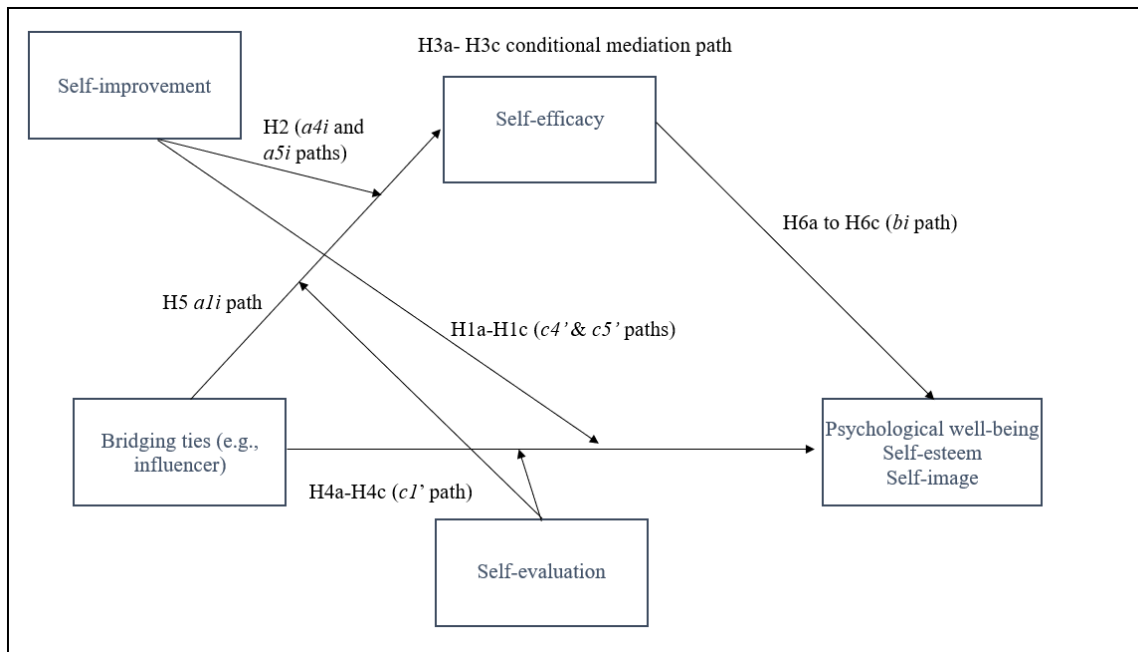 H3a- H3c conditional mediation path
Self-improvement
Self-efficacy
H2 (a4i and
a5i paths)
H6a to H6c (bi path)
H5 a1i path
H1a-H1c (c4’ & c5’ paths)
Bridging ties (e.g.,
influencer)
Psychological well-being
Self-esteem
Self-image
H4a-H4c (c1’ path)
Self-evaluation